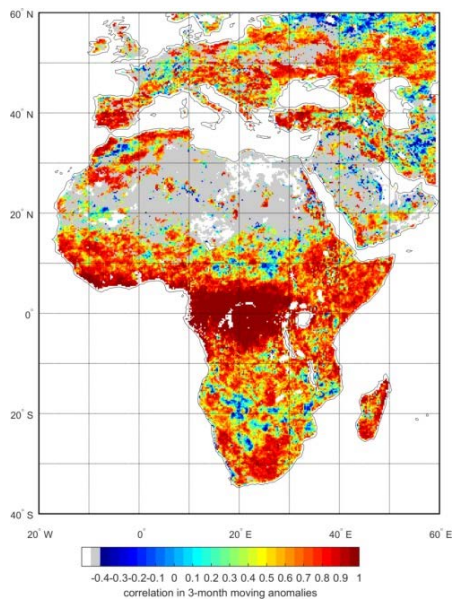 60° N
40° N
20° N
0°
20° S
40° S
20° W 0° 20° E 40° E 60° E
-0.4-0.3-0.2-0.1 0 0.1 0.2 0.3 0.4 0.5 0.6 0.7 0.8 0.9 1
correlation in 3-month moving anomalies